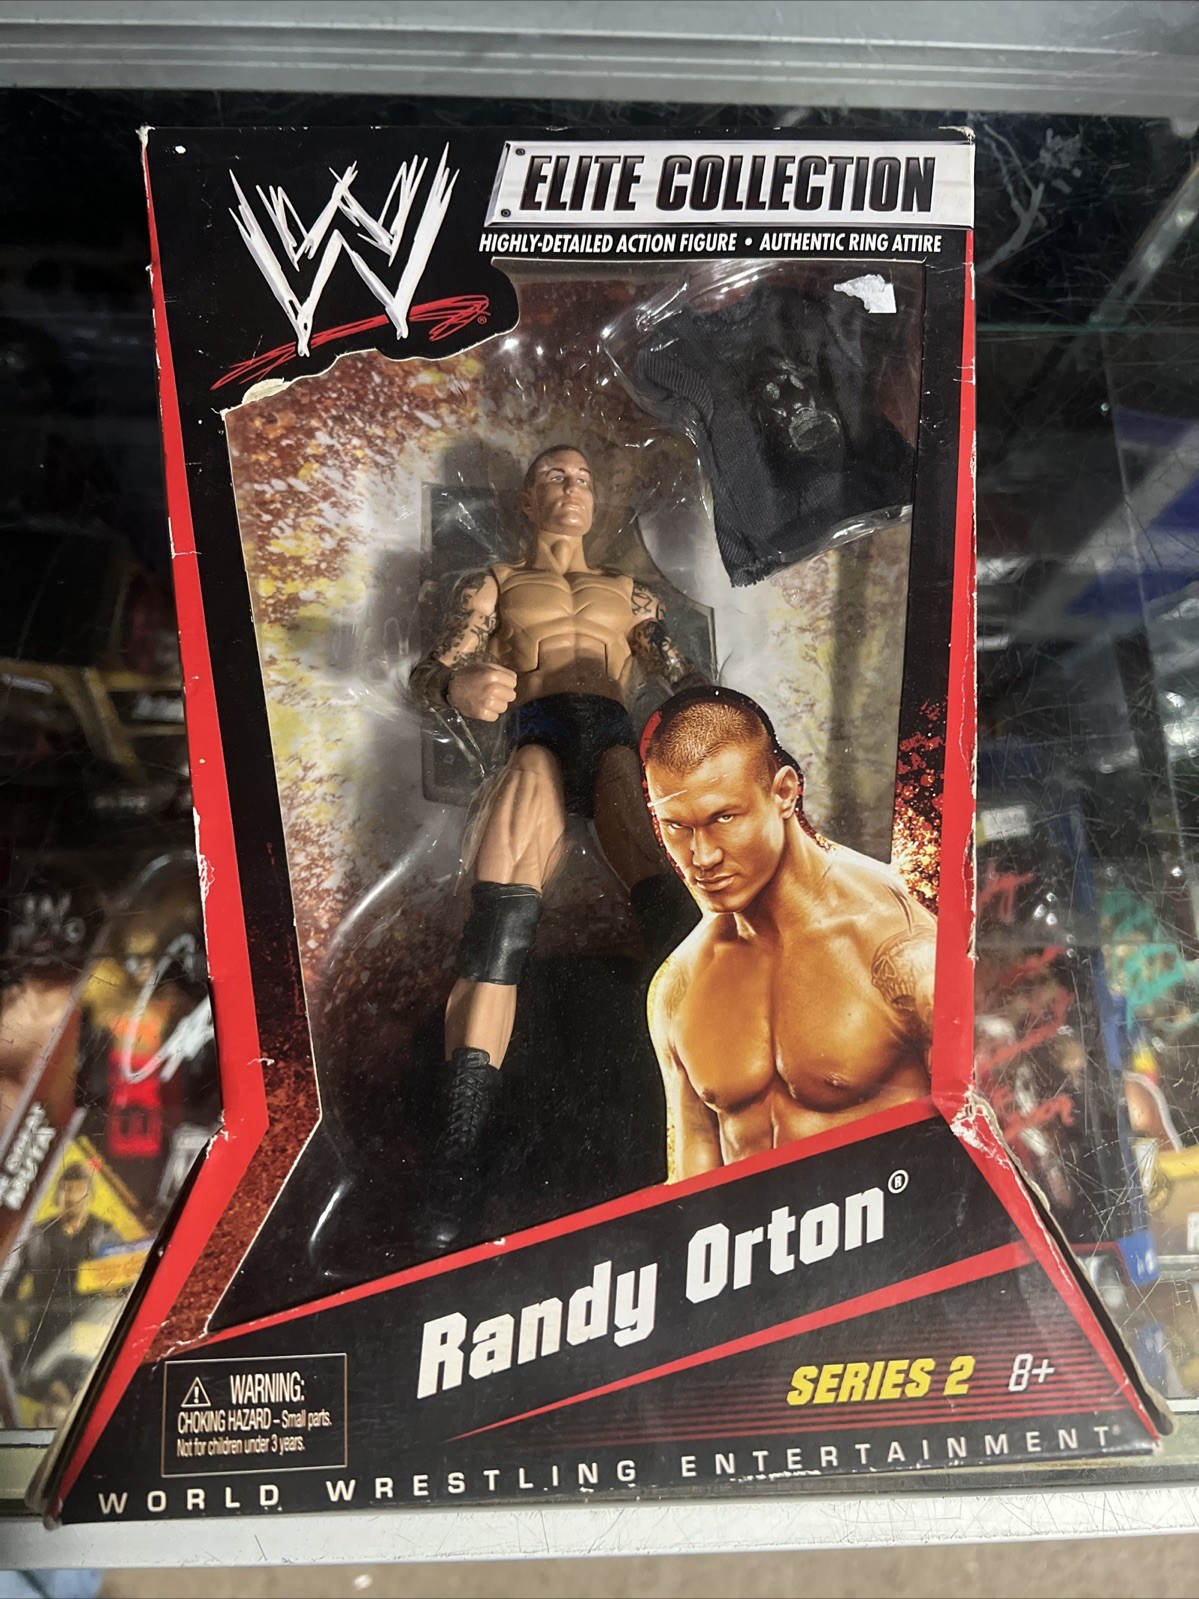 W
ELITE COLLECTION
HIGHLY-DETAILED ACTION FIGURE • AUTHENTIC RING ATTIRE
Randy Orton®
SERIES 2 8+
⚠ WARNING:
CHOKING HAZARD – Small parts.
Not for children under 3 years.
WORLD WRESTLING ENTERTAINMENT